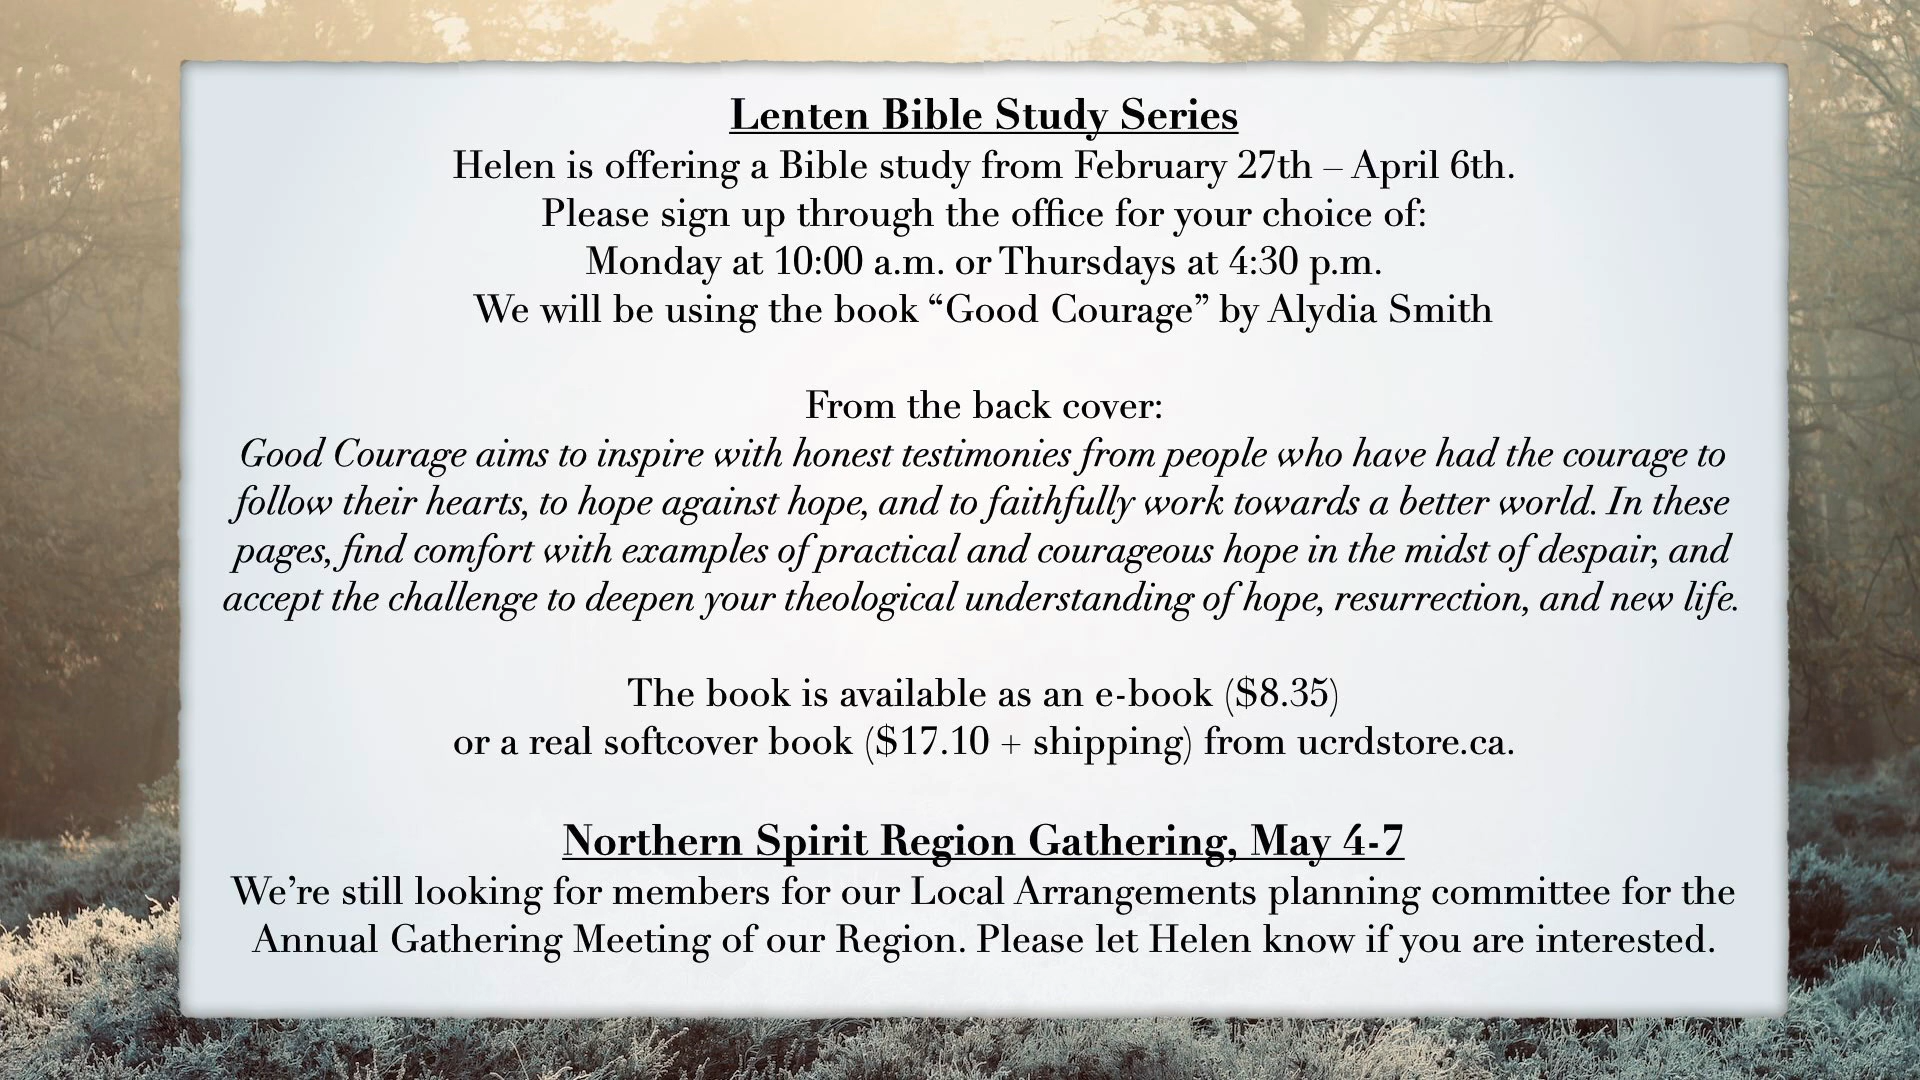 Lenten Bible Study Series
Helen is offering a Bible study from February 27th – April 6th.
Please sign up through the office for your choice of:
Monday at 10:00 a.m. or Thursdays at 4:30 p.m.
We will be using the book “Good Courage” by Alydia Smith
From the back cover:
Good Courage aims to inspire with honest testimonies from people who have had the courage to
follow their hearts, to hope against hope, and to faithfully work towards a better world. In these
pages, find comfort with examples of practical and courageous hope in the midst of despair, and
accept the challenge to deepen your theological understanding of hope, resurrection, and new life.
The book is available as an e-book ($8.35)
or a real softcover book ($17.10 + shipping) from ucrdstore.ca.
Northern Spirit Region Gathering, May 4-7
We’re still looking for members for our Local Arrangements planning committee for the
Annual Gathering Meeting of our Region. Please let Helen know if you are interested.